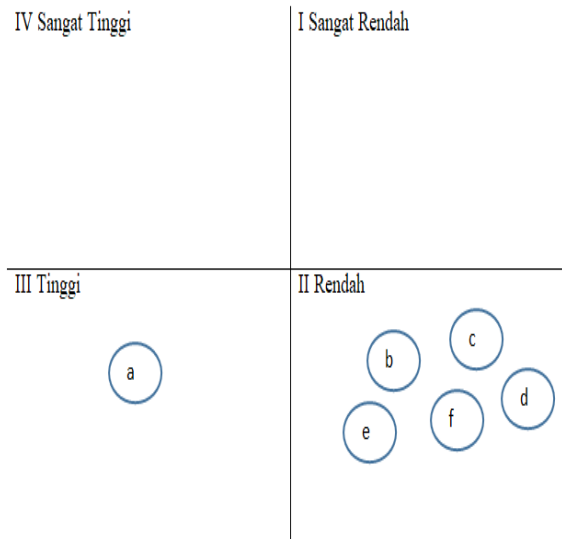 IV Sangat Tinggi
I Sangat Rendah
III Tinggi
II Rendah
a
b
c
d
e
f